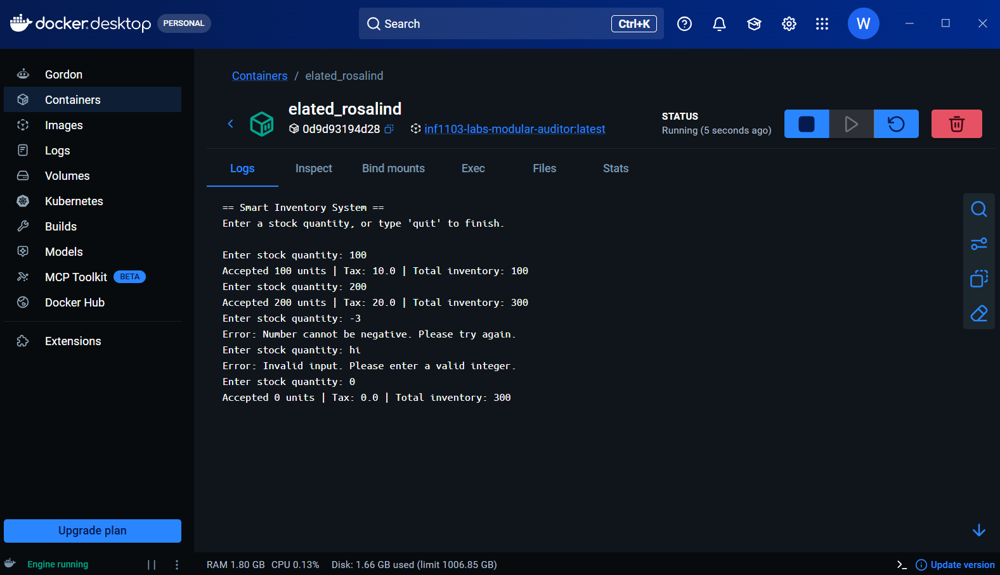 docker.desktop PERSONAL
Search Ctrl+K
W
Gordon
Containers
Images
Logs
Volumes
Kubernetes
Builds
Models
MCP Toolkit BETA
Docker Hub
Extensions
Upgrade plan
Containers / elated_rosalind
elated_rosalind
0d9d93194d28 inf1103-labs-modular-auditor:latest
STATUS
Running (5 seconds ago)
Logs Inspect Bind mounts Exec Files Stats
== Smart Inventory System ==
Enter a stock quantity, or type 'quit' to finish.
Enter stock quantity: 100
Accepted 100 units | Tax: 10.0 | Total inventory: 100
Enter stock quantity: 200
Accepted 200 units | Tax: 20.0 | Total inventory: 300
Enter stock quantity: -3
Error: Number cannot be negative. Please try again.
Enter stock quantity: hi
Error: Invalid input. Please enter a valid integer.
Enter stock quantity: 0
Accepted 0 units | Tax: 0.0 | Total inventory: 300
Engine running
RAM 1.80 GB CPU 0.13% Disk: 1.66 GB used (limit 1006.85 GB)
Update version